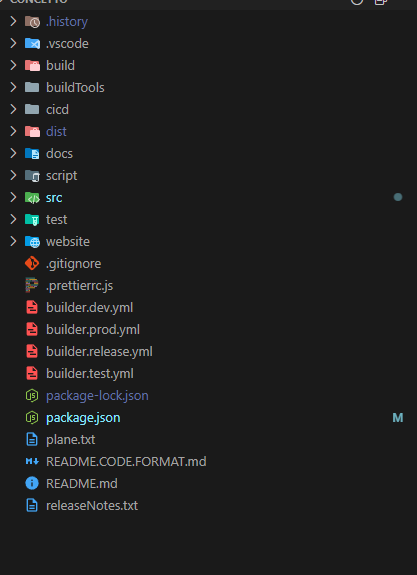 .history
.vscode
build
buildTools
cicd
dist
docs
script
src
test
website
.gitignore
.prettierrc.js
builder.dev.yml
builder.prod.yml
builder.release.yml
builder.test.yml
package-lock.json
package.json M
plane.txt
README.CODE.FORMAT.md
README.md
releaseNotes.txt